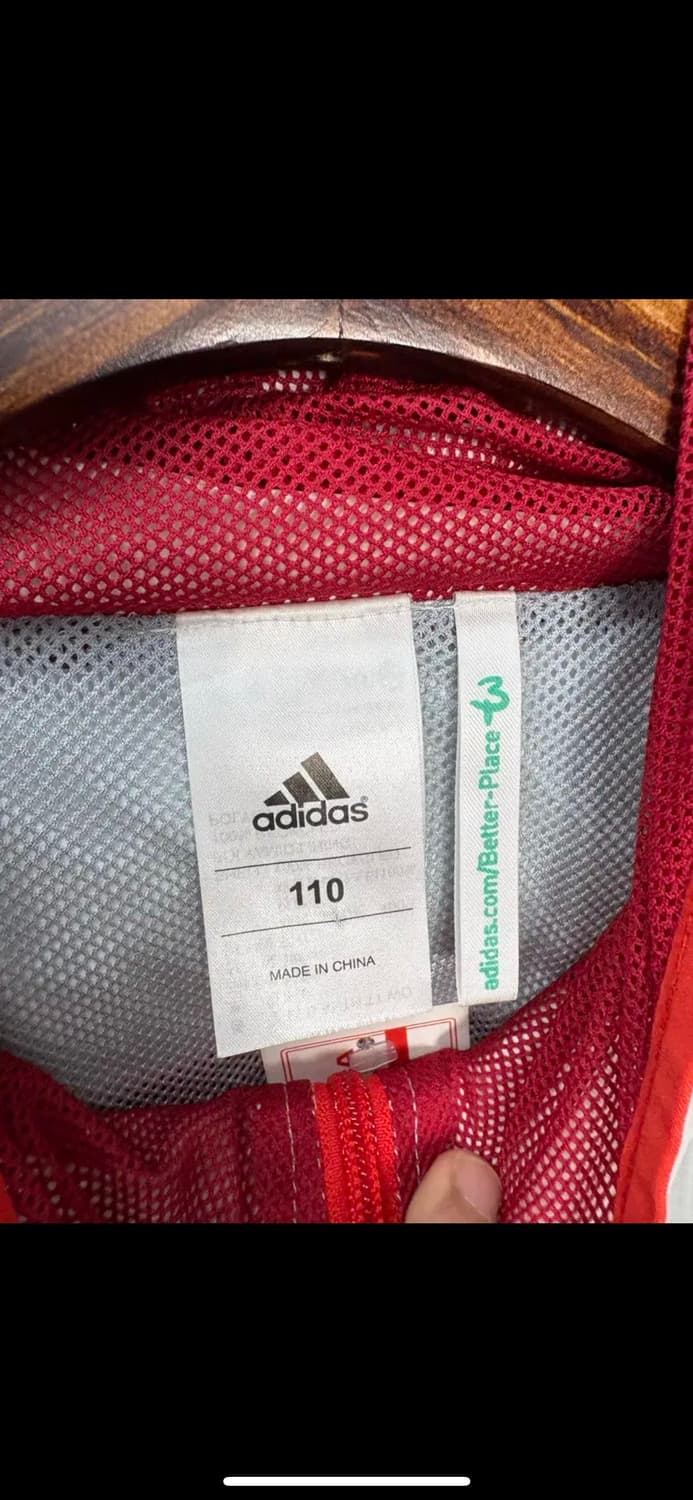 adidas®
110
MADE IN CHINA
adidas.com/Better-Place